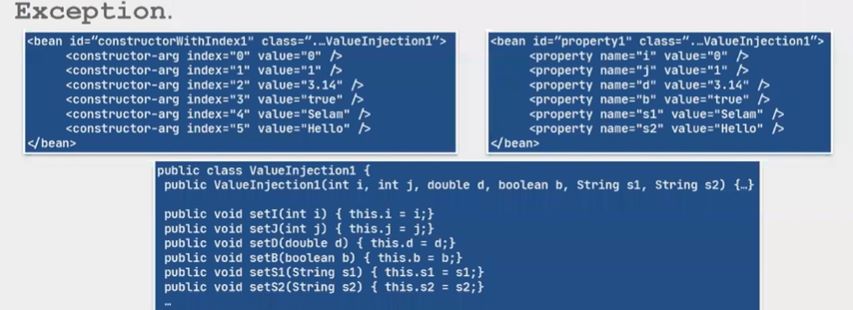 Exception.
<bean id="constructorWithIndex1" class="….ValueInjection1">
<constructor-arg index="0" value="0" />
<constructor-arg index="1" value="1" />
<constructor-arg index="2" value="3.14" />
<constructor-arg index="3" value="true" />
<constructor-arg index="4" value="Selam" />
<constructor-arg index="5" value="Hello" />
</bean>
<bean id="property1" class="….ValueInjection1">
<property name="i" value="0" />
<property name="j" value="1" />
<property name="d" value="3.14" />
<property name="b" value="true" />
<property name="s1" value="Selam" />
<property name="s2" value="Hello" />
</bean>
public class ValueInjection1 {
public ValueInjection1(int i, int j, double d, boolean b, String s1, String s2) {…}
public void setI(int i) { this.i = i;}
public void setJ(int j) { this.j = j;}
public void setD(double d) { this.d = d;}
public void setB(boolean b) { this.b = b;}
public void setS1(String s1) { this.s1 = s1;}
public void setS2(String s2) { this.s2 = s2;}
…